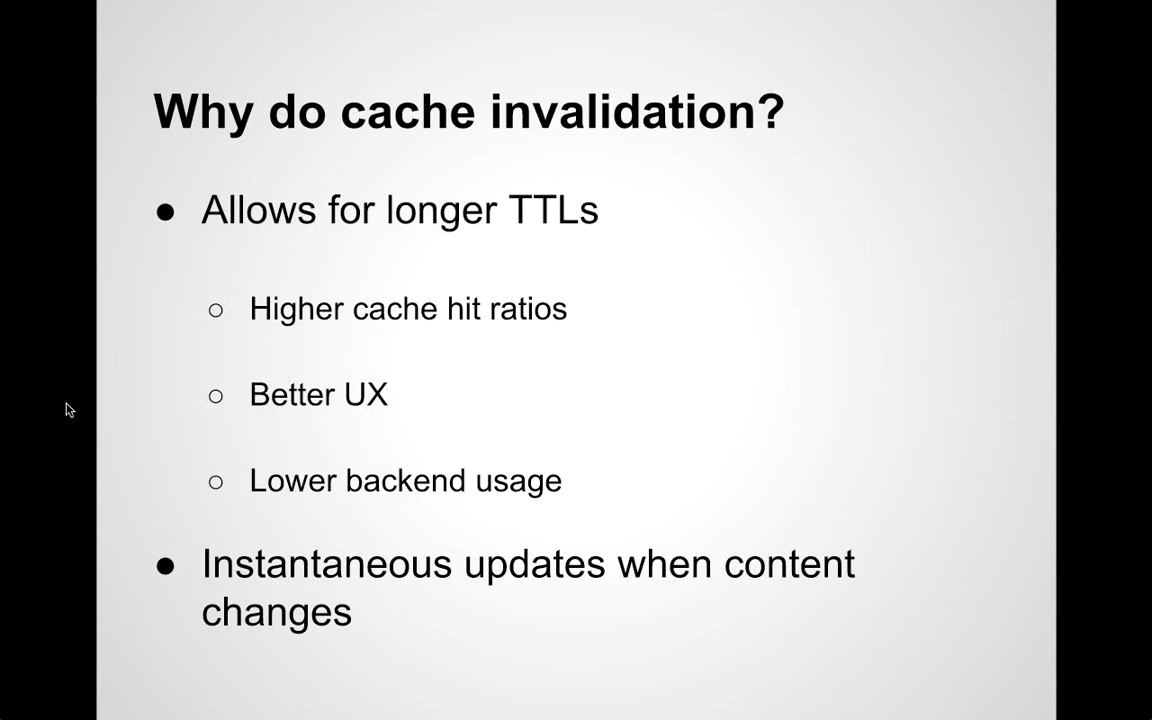 Why do cache invalidation?
● Allows for longer TTLs
○ Higher cache hit ratios
○ Better UX
○ Lower backend usage
● Instantaneous updates when content
changes